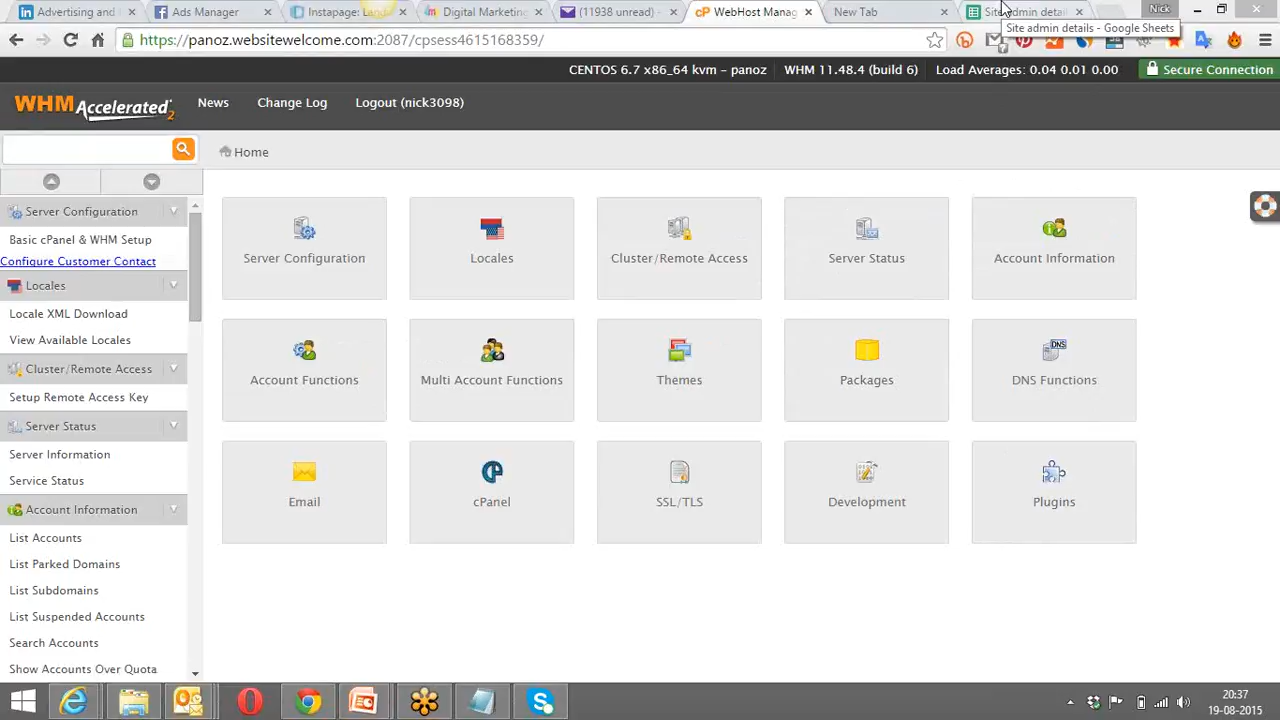 Advertising and
Ads Manager
Instapage: Land
Digital Marketing
(11938 unread) -
WebHost Manag
New Tab
Site admin detail
Nick
Site admin details - Google Sheets
https://panoz.websitewelcome.com:2087/cpsess415168359/
CENTOS 6.7 x86_64 kvm – panoz
WHM 11.48.4 (build 6)
Load Averages: 0.04 0.01 0.00
Secure Connection
WHM Accelerated2
News
Change Log
Logout (nick3098)
Home
Server Configuration
Basic cPanel & WHM Setup
Configure Customer Contact
Locales
Locale XML Download
View Available Locales
Cluster/Remote Access
Setup Remote Access Key
Server Status
Server Information
Service Status
Account Information
List Accounts
List Parked Domains
List Subdomains
List Suspended Accounts
Search Accounts
Show Accounts Over Quota
Server Configuration
Locales
Cluster/Remote Access
Server Status
Account Information
Account Functions
Multi Account Functions
Themes
Packages
DNS
DNS Functions
Email
cPanel
SSL/TLS
Development
Plugins
20:37
19-08-2015